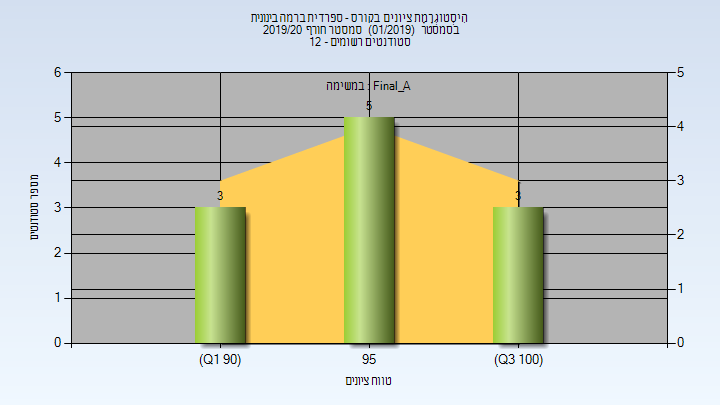 היסטוגרמת ציונים בקורס - ספרדית ברמה בינונית
בסמסטר (01/2019) סמסטר חורף 2019/20
סטודנטים רשומים - 12
במשימה : Final_A
6
5
4
3
2
1
0
5
4
3
2
1
0
5
3
3
מספר סטודנטים
(Q1 90)
95
(Q3 100)
טווח ציונים